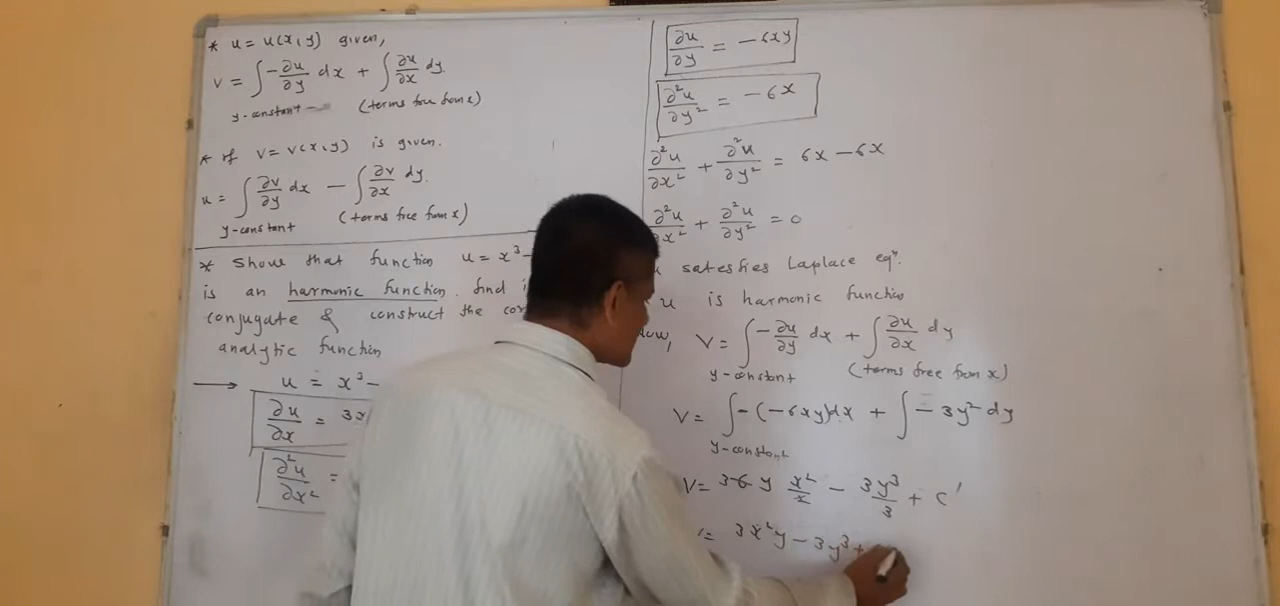 * u = u(x, y) given,
v = ∫ -∂u/∂y dx + ∫ ∂u/∂x dy.
y-constant (terms free from x)
* if v = v(x, y) is given.
u = ∫ ∂v/∂y dx - ∫ ∂v/∂x dy.
y-constant (terms free from x)
* Show that function u = x³-
is an harmonic function. find
conjugate & construct the
analytic function
→ u = x³-
∂u/∂x = 3x
∂²u/∂x² =
∂u/∂y = -6xy
∂²u/∂y² = -6x
∂²u/∂x² + ∂²u/∂y² = 6x - 6x
∂²u/∂x² + ∂²u/∂y² = 0
satisfies Laplace eqⁿ.
u is harmonic function
Now, V = ∫ -∂u/∂y dx + ∫ ∂u/∂x dy
y-constant (terms free from x)
V = ∫ -(-6xy)dx + ∫ -3y² dy
y-constant
V = 36y x²/2 - 3y³/3 + c'
= 3x²y - 3y³ +